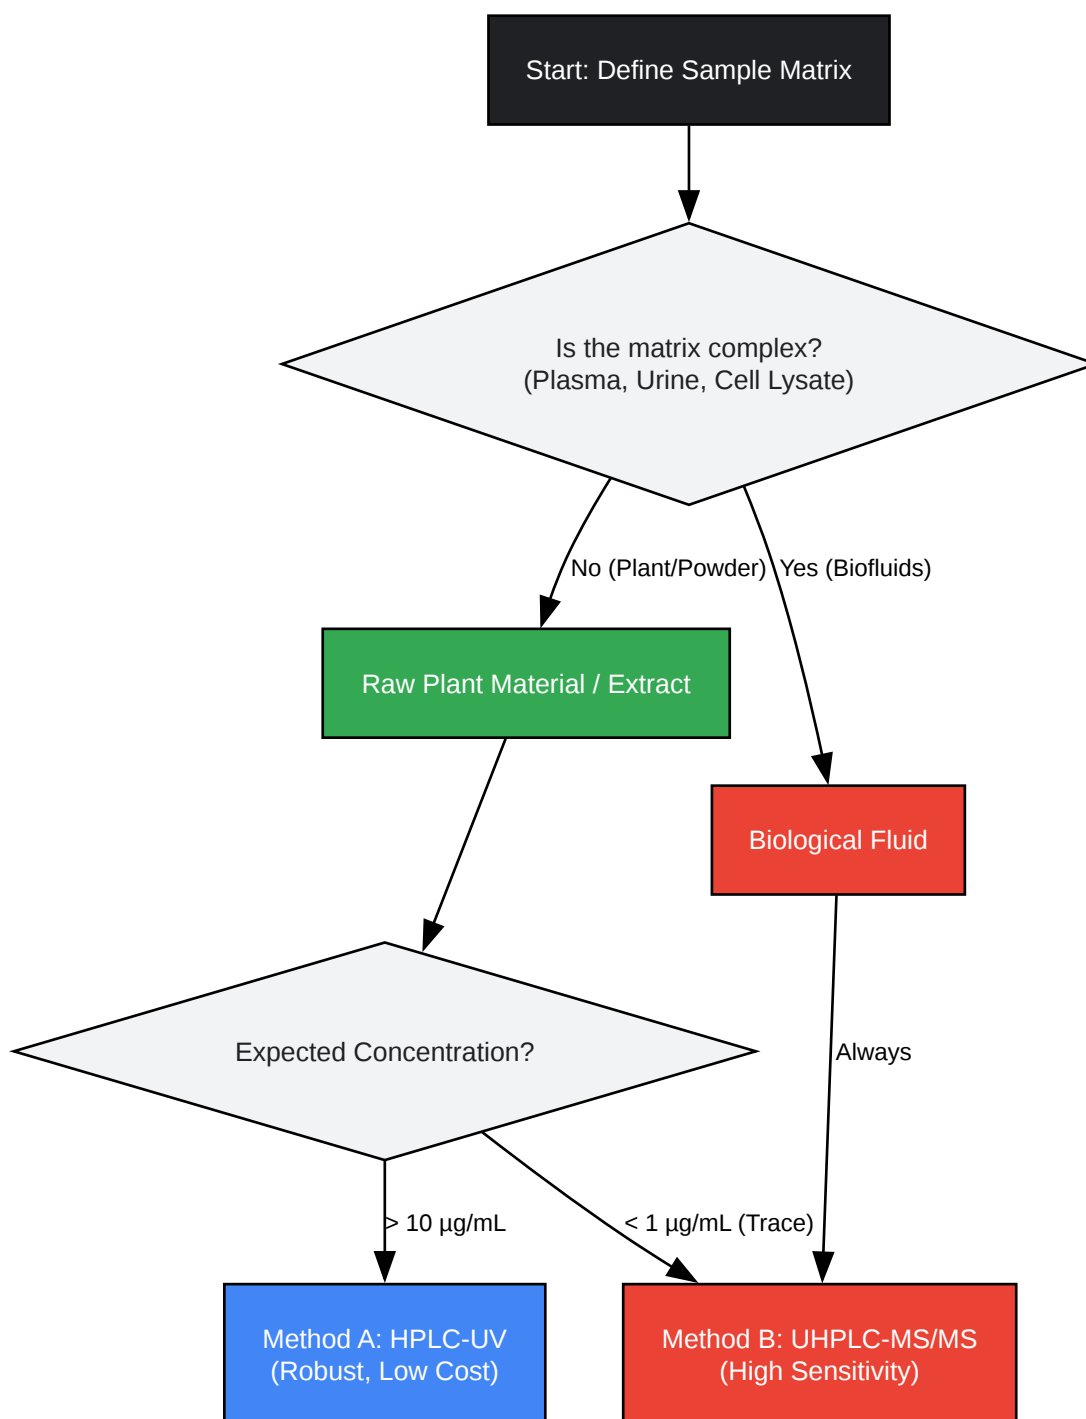 Start: Define Sample Matrix
Is the matrix complex?
(Plasma, Urine, Cell Lysate)
No (Plant/Powder)
Yes (Biofluids)
Raw Plant Material / Extract
Biological Fluid
Expected Concentration?
Always
> 10 µg/mL
< 1 µg/mL (Trace)
Method A: HPLC-UV
(Robust, Low Cost)
Method B: UHPLC-MS/MS
(High Sensitivity)